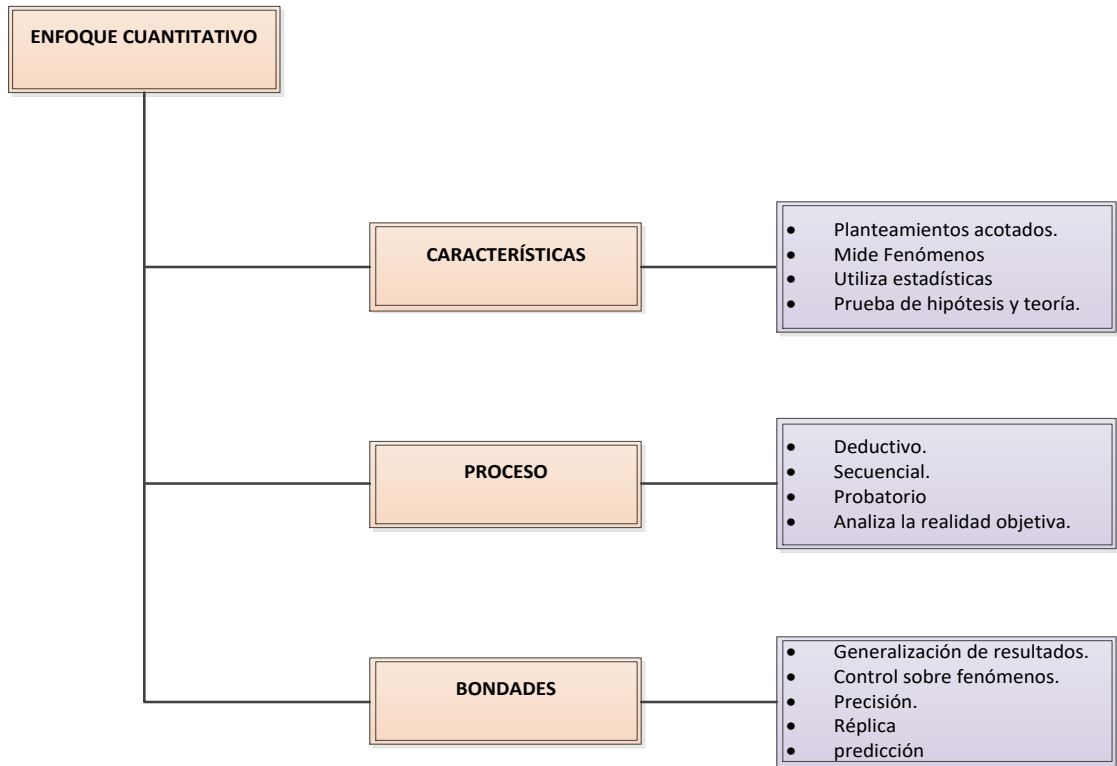 ENFOQUE CUANTITATIVO
CARACTERÍSTÍCAS
• Planteamientos acotados.
• Mide Fenómenos
• Utiliza estadísticas
• Prueba de hipótesis y teoría.
PROCESO
• Deductivo.
• Secuencial.
• Probatorio
• Analiza la realidad objetiva.
BONDADES
• Generalización de resultados.
• Control sobre fenómenos.
• Precisión.
• Réplica
• predicción